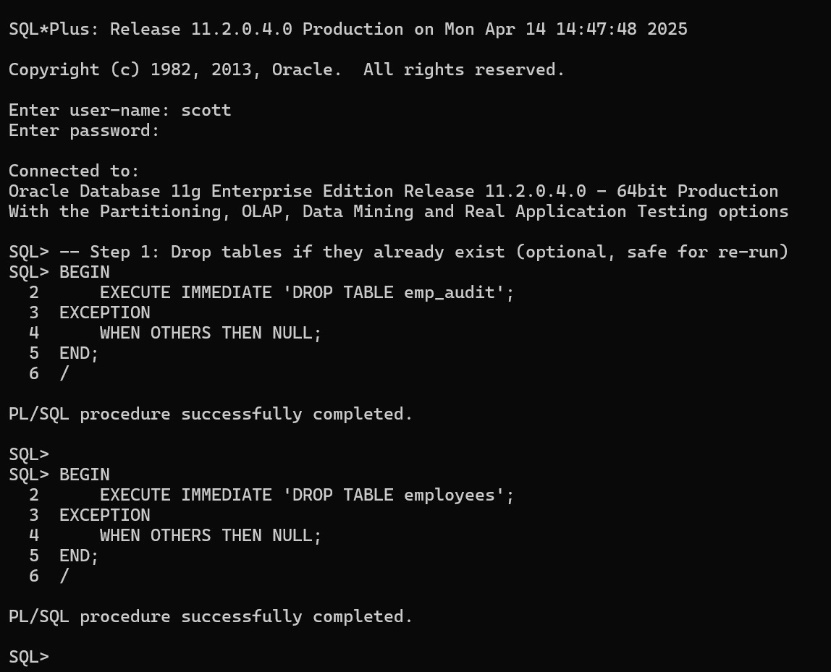 SQL*Plus: Release 11.2.0.4.0 Production on Mon Apr 14 14:47:48 2025
Copyright (c) 1982, 2013, Oracle.  All rights reserved.
Enter user-name: scott
Enter password:
Connected to:
Oracle Database 11g Enterprise Edition Release 11.2.0.4.0 - 64bit Production
With the Partitioning, OLAP, Data Mining and Real Application Testing options
SQL> -- Step 1: Drop tables if they already exist (optional, safe for re-run)
SQL> BEGIN
  2      EXECUTE IMMEDIATE 'DROP TABLE emp_audit';
  3  EXCEPTION
  4      WHEN OTHERS THEN NULL;
  5  END;
  6  /
PL/SQL procedure successfully completed.
SQL>
SQL> BEGIN
  2      EXECUTE IMMEDIATE 'DROP TABLE employees';
  3  EXCEPTION
  4      WHEN OTHERS THEN NULL;
  5  END;
  6  /
PL/SQL procedure successfully completed.
SQL>